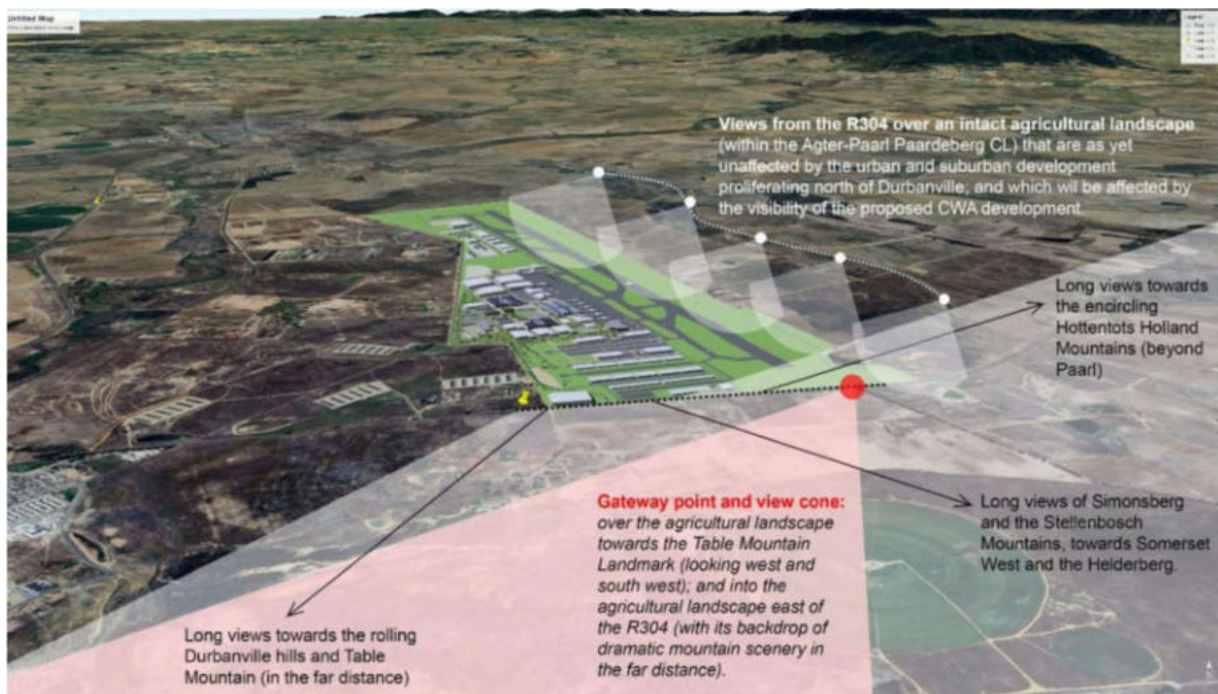 Untitled Map
Legend
Views from the R304 over an intact agricultural landscape
(within the Agter-Paarl Paardeberg CL) that are as yet
unaffected by the urban and suburban development
proliferating north of Durbanville; and which wil be affected by
the visibility of the proposed CWA development.
Long views towards
the encircling
Hottentots Holland
Mountains (beyond
Paarl)
Gateway point and view cone:
over the agricultural landscape
towards the Table Mountain
Landmark (looking west and
south west); and into the
agricultural landscape east of
the R304 (with its backdrop of
dramatic mountain scenery in
the far distance).
Long views of Simonsberg
and the Stellenbosch
Mountains, towards Somerset
West and the Helderberg.
Long views towards the rolling
Durbanville hills and Table
Mountain (in the far distance)